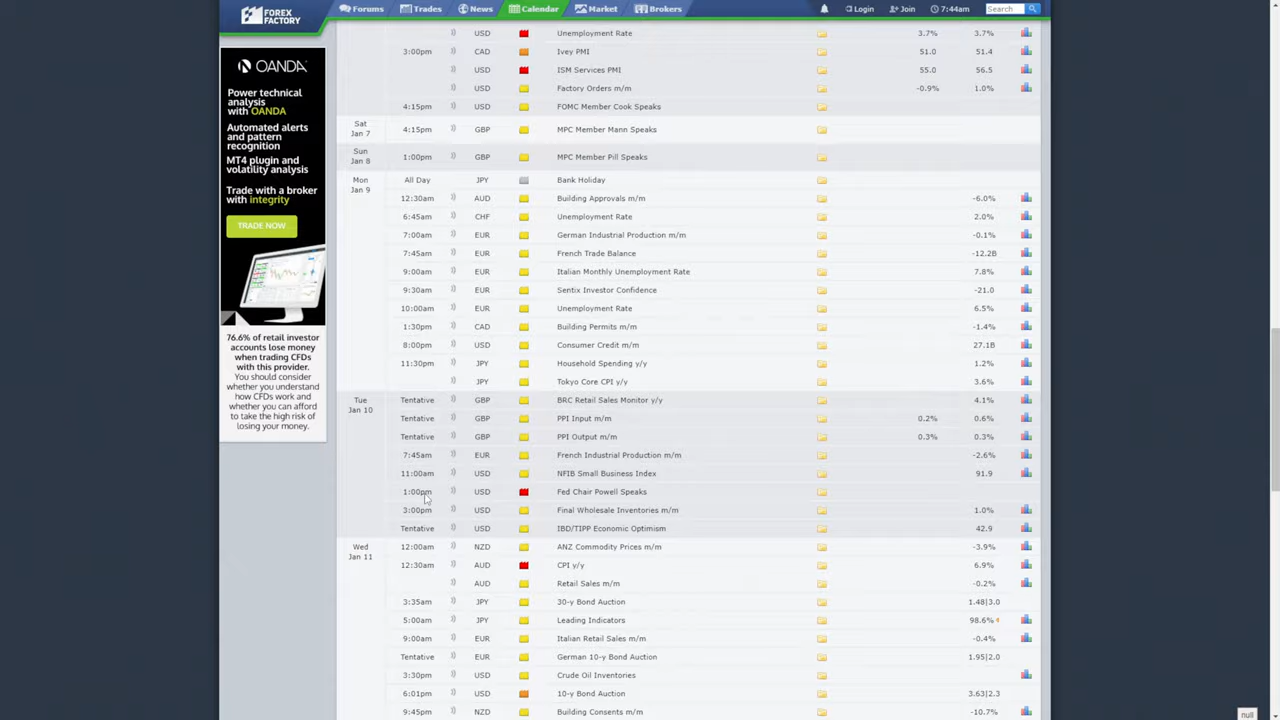 FOREX FACTORY
Forums Trades News Calendar Market Brokers Login Join 7:44am Search
OANDA
Power technical
analysis
with OANDA
Automated alerts
and pattern
recognition
MT4 plugin and
volatility analysis
Trade with a broker
with integrity
TRADE NOW
76.6% of retail investor
accounts lose money
when trading CFDs
with this provider.
You should consider
whether you understand
how CFDs work and
whether you can afford
to take the high risk of
losing your money.
USD Unemployment Rate 3.7% 3.7%
3:00pm CAD Ivey PMI 51.0 51.4
USD ISM Services PMI 55.0 56.5
USD Factory Orders m/m -0.9% 1.0%
4:15pm USD FOMC Member Cook Speaks
Sat Jan 7 4:15pm GBP MPC Member Mann Speaks
Sun Jan 8 1:00pm GBP MPC Member Pill Speaks
Mon Jan 9 All Day JPY Bank Holiday
12:30am AUD Building Approvals m/m -6.0%
6:45am CHF Unemployment Rate 2.0%
7:00am EUR German Industrial Production m/m -0.1%
7:45am EUR French Trade Balance -12.2B
9:00am EUR Italian Monthly Unemployment Rate 7.8%
9:30am EUR Sentix Investor Confidence -21.0
10:00am EUR Unemployment Rate 6.5%
1:30pm CAD Building Permits m/m -1.4%
8:00pm USD Consumer Credit m/m 27.1B
11:30pm JPY Household Spending y/y 1.2%
JPY Tokyo Core CPI y/y 3.6%
Tue Jan 10 Tentative GBP BRC Retail Sales Monitor y/y 4.1%
Tentative GBP PPI Input m/m 0.2% 0.6%
Tentative GBP PPI Output m/m 0.3% 0.3%
7:45am EUR French Industrial Production m/m -2.6%
11:00am USD NFIB Small Business Index 91.9
1:00pm USD Fed Chair Powell Speaks
3:00pm USD Final Wholesale Inventories m/m 1.0%
Tentative USD IBD/TIPP Economic Optimism 42.9
Wed Jan 11 12:00am NZD ANZ Commodity Prices m/m -3.9%
12:30am AUD CPI y/y 6.9%
AUD Retail Sales m/m -0.2%
3:35am JPY 30-y Bond Auction 1.48|3.0
5:00am JPY Leading Indicators 98.6%
9:00am EUR Italian Retail Sales m/m -0.4%
Tentative EUR German 10-y Bond Auction 1.95|2.0
3:30pm USD Crude Oil Inventories
6:01pm USD 10-y Bond Auction 3.63|2.3
9:45pm NZD Building Consents m/m -10.7%
null